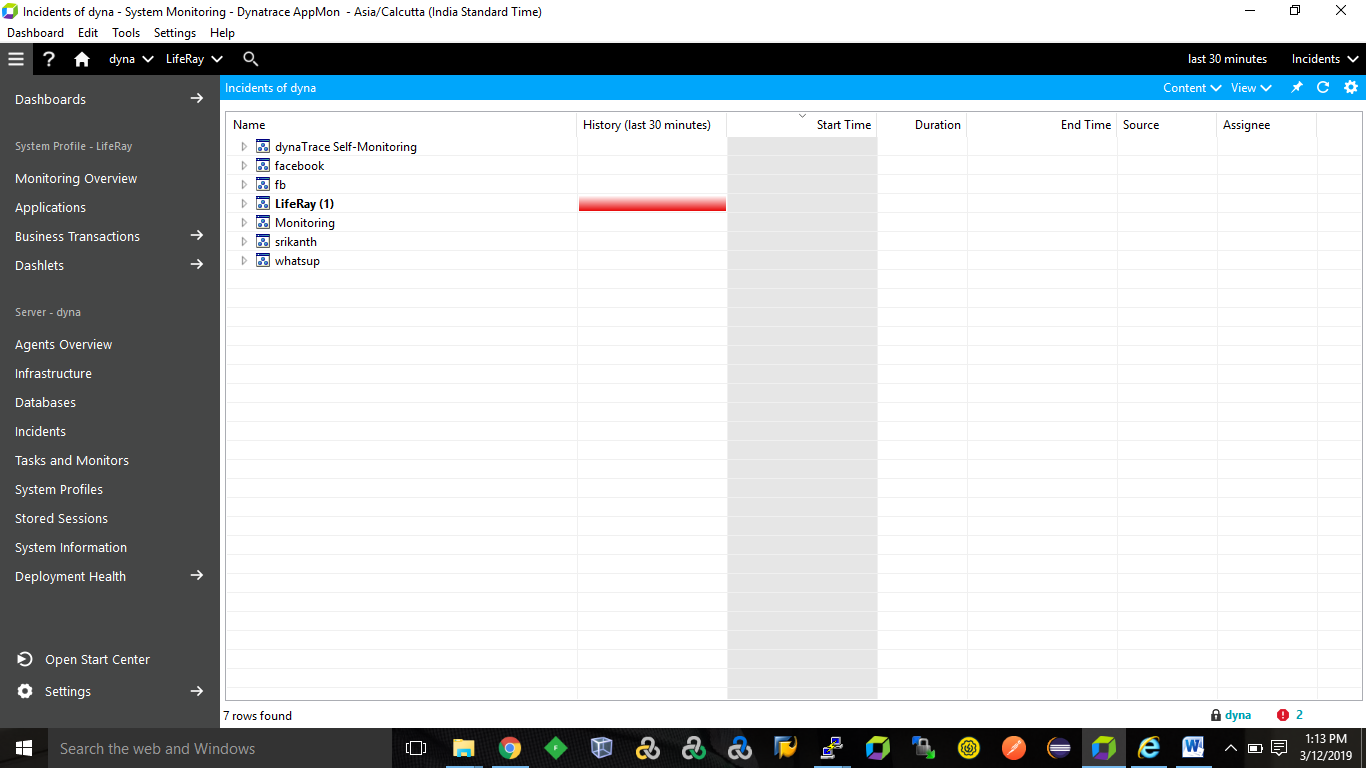 Incidents of dyna - System Monitoring - Dynatrace AppMon - Asia/Calcutta (India Standard Time)
Dashboard Edit Tools Settings Help
dyna LifeRay last 30 minutes Incidents
Incidents of dyna Content View
Dashboards
System Profile - LifeRay
Monitoring Overview
Applications
Business Transactions
Dashlets
Server - dyna
Agents Overview
Infrastructure
Databases
Incidents
Tasks and Monitors
System Profiles
Stored Sessions
System Information
Deployment Health
Open Start Center
Settings
Name History (last 30 minutes) Start Time Duration End Time Source Assignee
dynaTrace Self-Monitoring
facebook
fb
LifeRay (1)
Monitoring
srikanth
whatsup
7 rows found dyna 2
Search the web and Windows
1:13 PM
3/12/2019